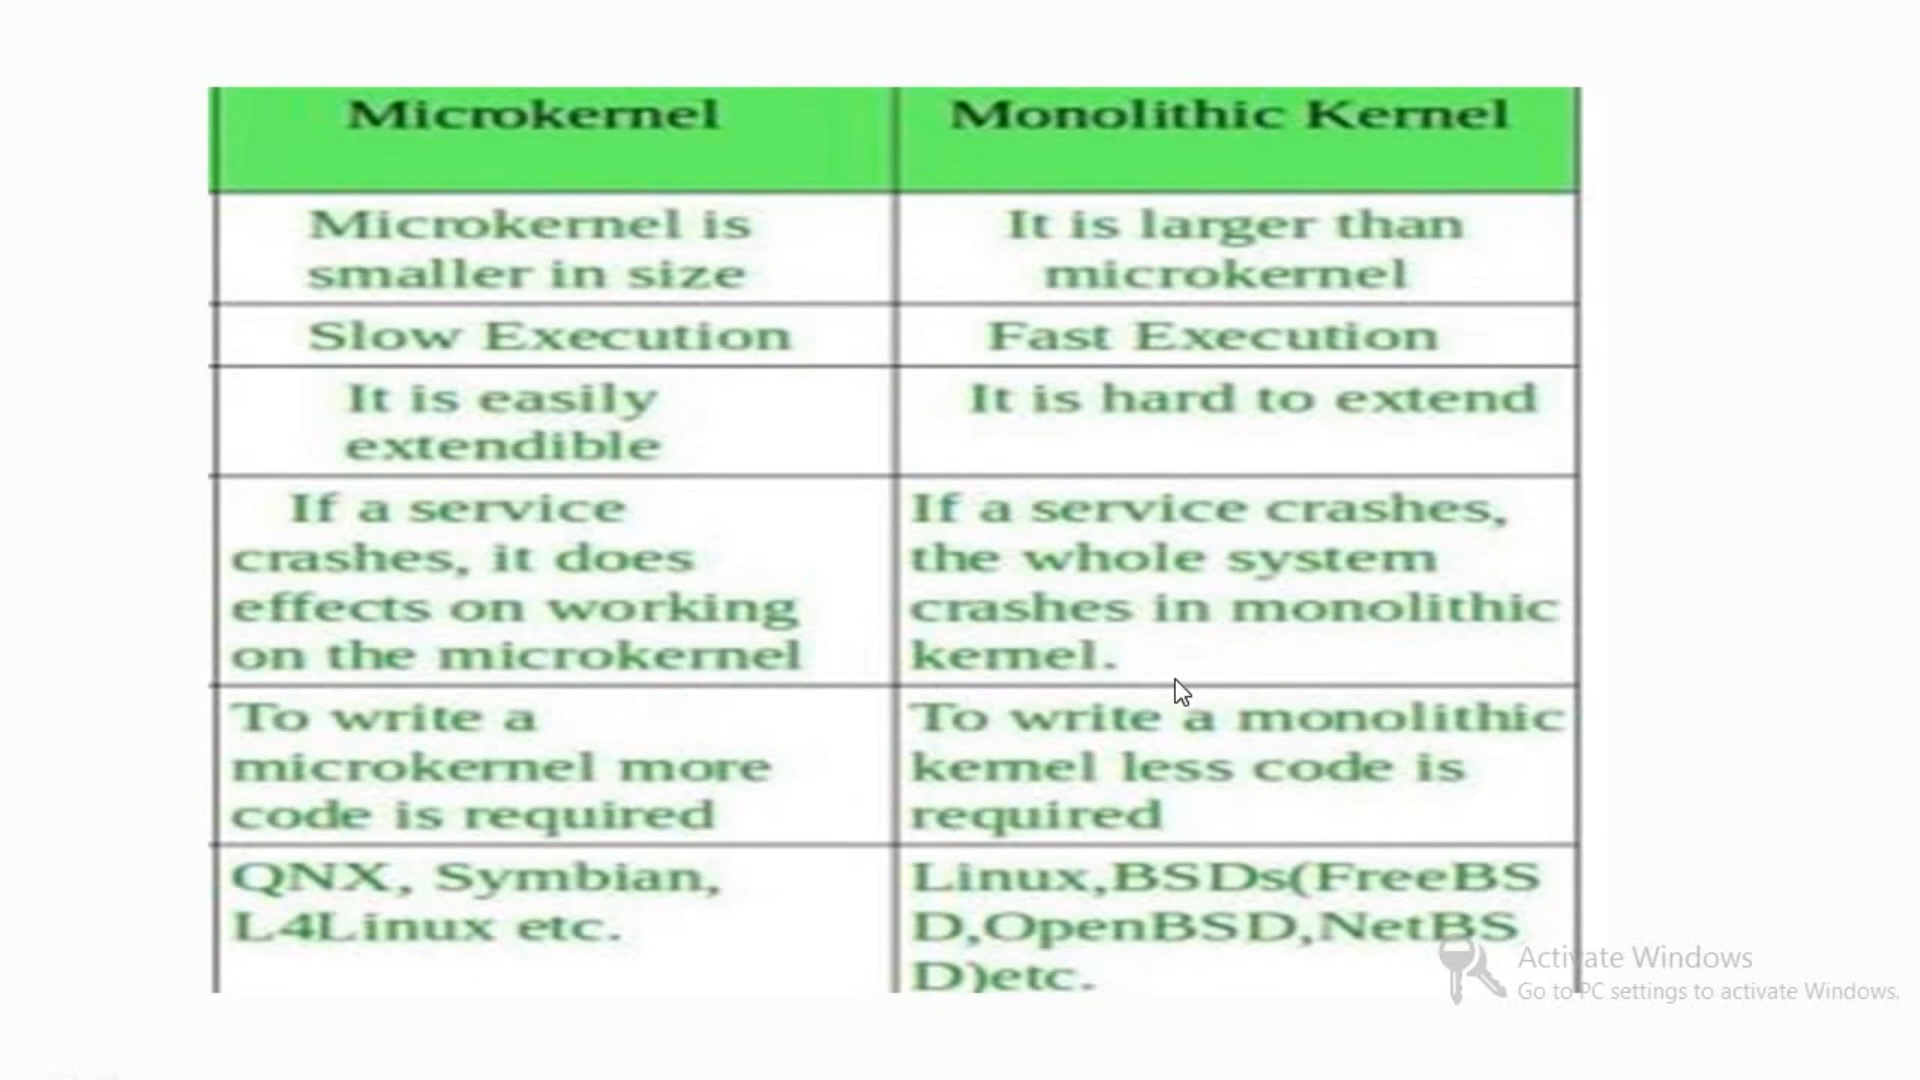 Microkernel
Monolithic Kernel
Microkernel is
smaller in size
It is larger than
microkernel
Slow Execution
Fast Execution
It is easily
extendible
It is hard to extend
If a service
crashes, it does
effects on working
on the microkernel
If a service crashes,
the whole system
crashes in monolithic
kernel.
To write a
microkernel more
code is required
To write a monolithic
kernel less code is
required
QNX, Symbian,
L4Linux etc.
Linux,BSDs(FreeBS
D,OpenBSD,NetBS
D)etc.
Activate Windows
Go to PC settings to activate Windows.